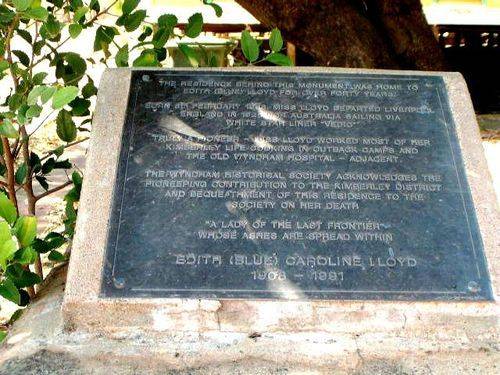 THE RESIDENCE BEHIND THIS MONUMENT WAS HOME TO
EDITH (BLUE) LLOYD FOR OVER FORTY YEARS.
BORN FEBRUARY MISS LLOYD DEPARTED LIVERPOOL
ENGLAND IN FOR AUSTRALIA SAILING VIA
WHITE STAR LINER "VEDIC"
TRULY A PIONEER - MISS LLOYD WORKED MOST OF HER
KIMBERLEY LIFE COOKING IN OUTBACK CAMPS AND
THE OLD WYNDHAM HOSPITAL - ADJACENT.
THE WYNDHAM HISTORICAL SOCIETY ACKNOWLEDGES THE
PIONEERING CONTRIBUTION TO THE KIMBERLEY DISTRICT
AND BEQUEATHMENT OF THIS RESIDENCE TO THE
SOCIETY ON HER DEATH
"A LADY OF THE LAST FRONTIER"
WHOSE ASHES ARE SPREAD WITHIN
EDITH (BLUE) CAROLINE LLOYD
1908 - 1991